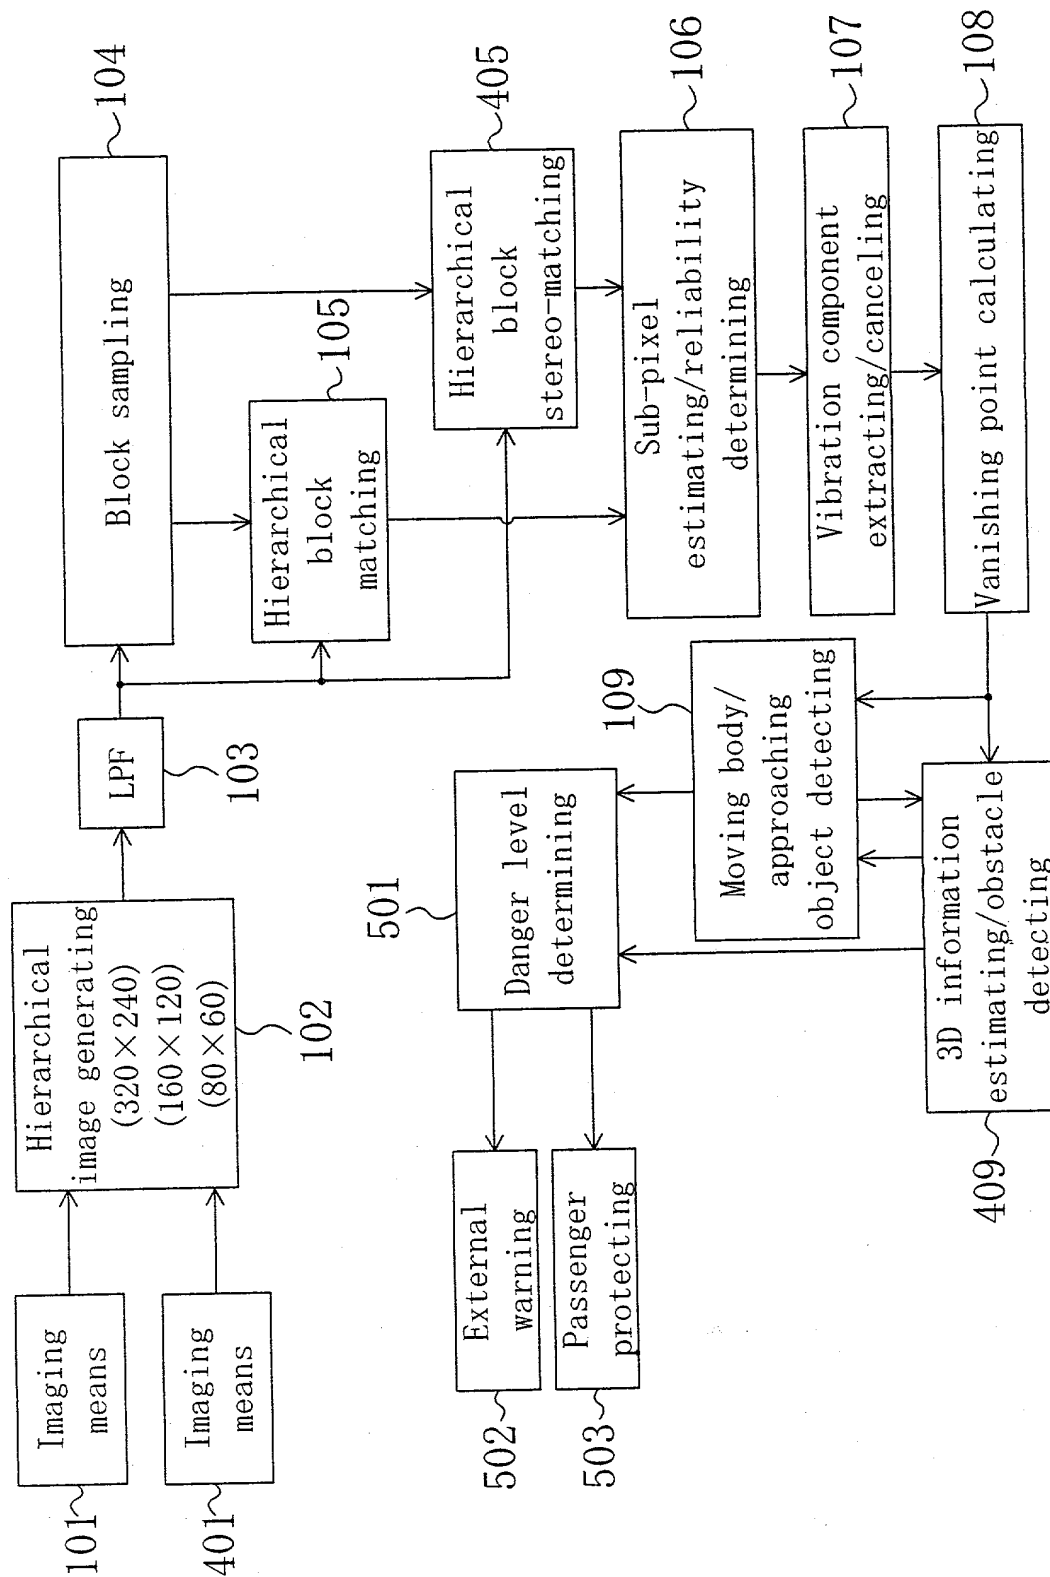 101
Imaging
means
401
Imaging
means
Hierarchical
image generating
(320×240)
(160×120)
(80×60)
102
LPF
103
Block sampling
104
Hierarchical
block
matching
105
Hierarchical
block
stereo-matching
405
Sub-pixel
estimating/reliability
determining
106
Vibration component
extracting/canceling
107
Vanishing point calculating
108
Moving body/
approaching
object detecting
109
3D information
estimating/obstacle
detecting
409
Danger level
determining
501
External
warning
502
Passenger
protecting
503